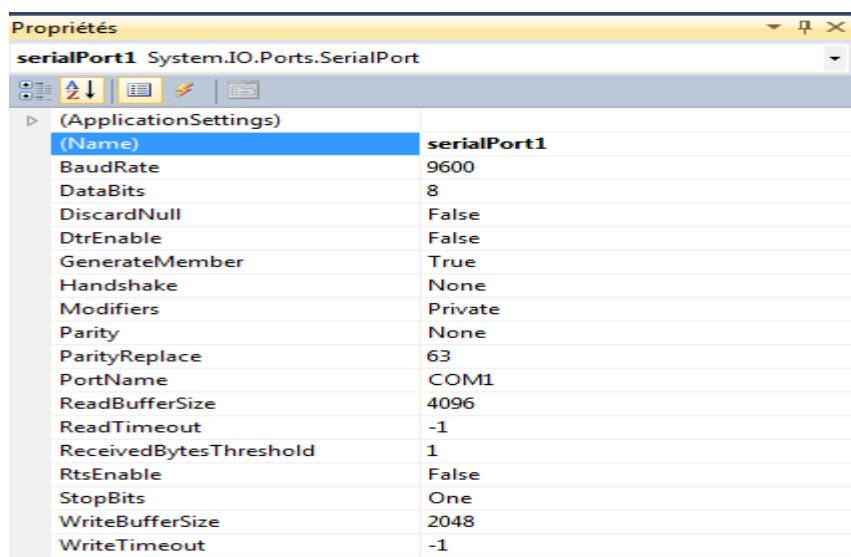 Propriétés
serialPort1 System.IO.Ports.SerialPort
(ApplicationSettings)
(Name) serialPort1
BaudRate 9600
DataBits 8
DiscardNull False
DtrEnable False
GenerateMember True
Handshake None
Modifiers Private
Parity None
ParityReplace 63
PortName COM1
ReadBufferSize 4096
ReadTimeout -1
ReceivedBytesThreshold 1
RtsEnable False
StopBits One
WriteBufferSize 2048
WriteTimeout -1